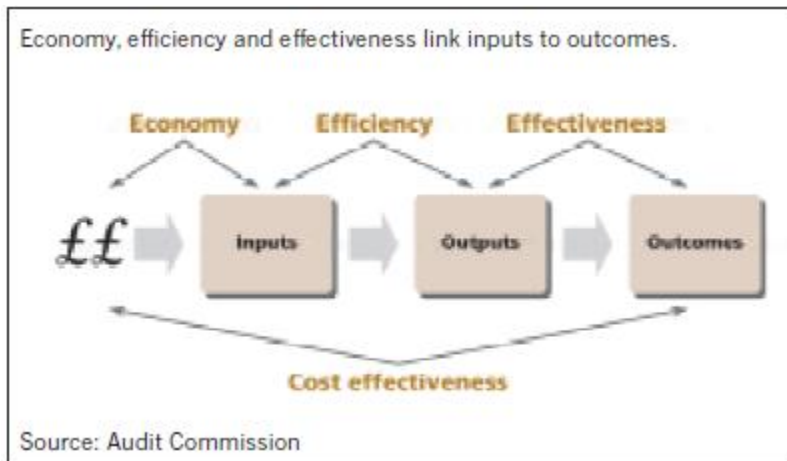 Economy, efficiency and effectiveness link inputs to outcomes.
Economy Efficiency Effectiveness
££ Inputs Outputs Outcomes
Cost effectiveness
Source: Audit Commission